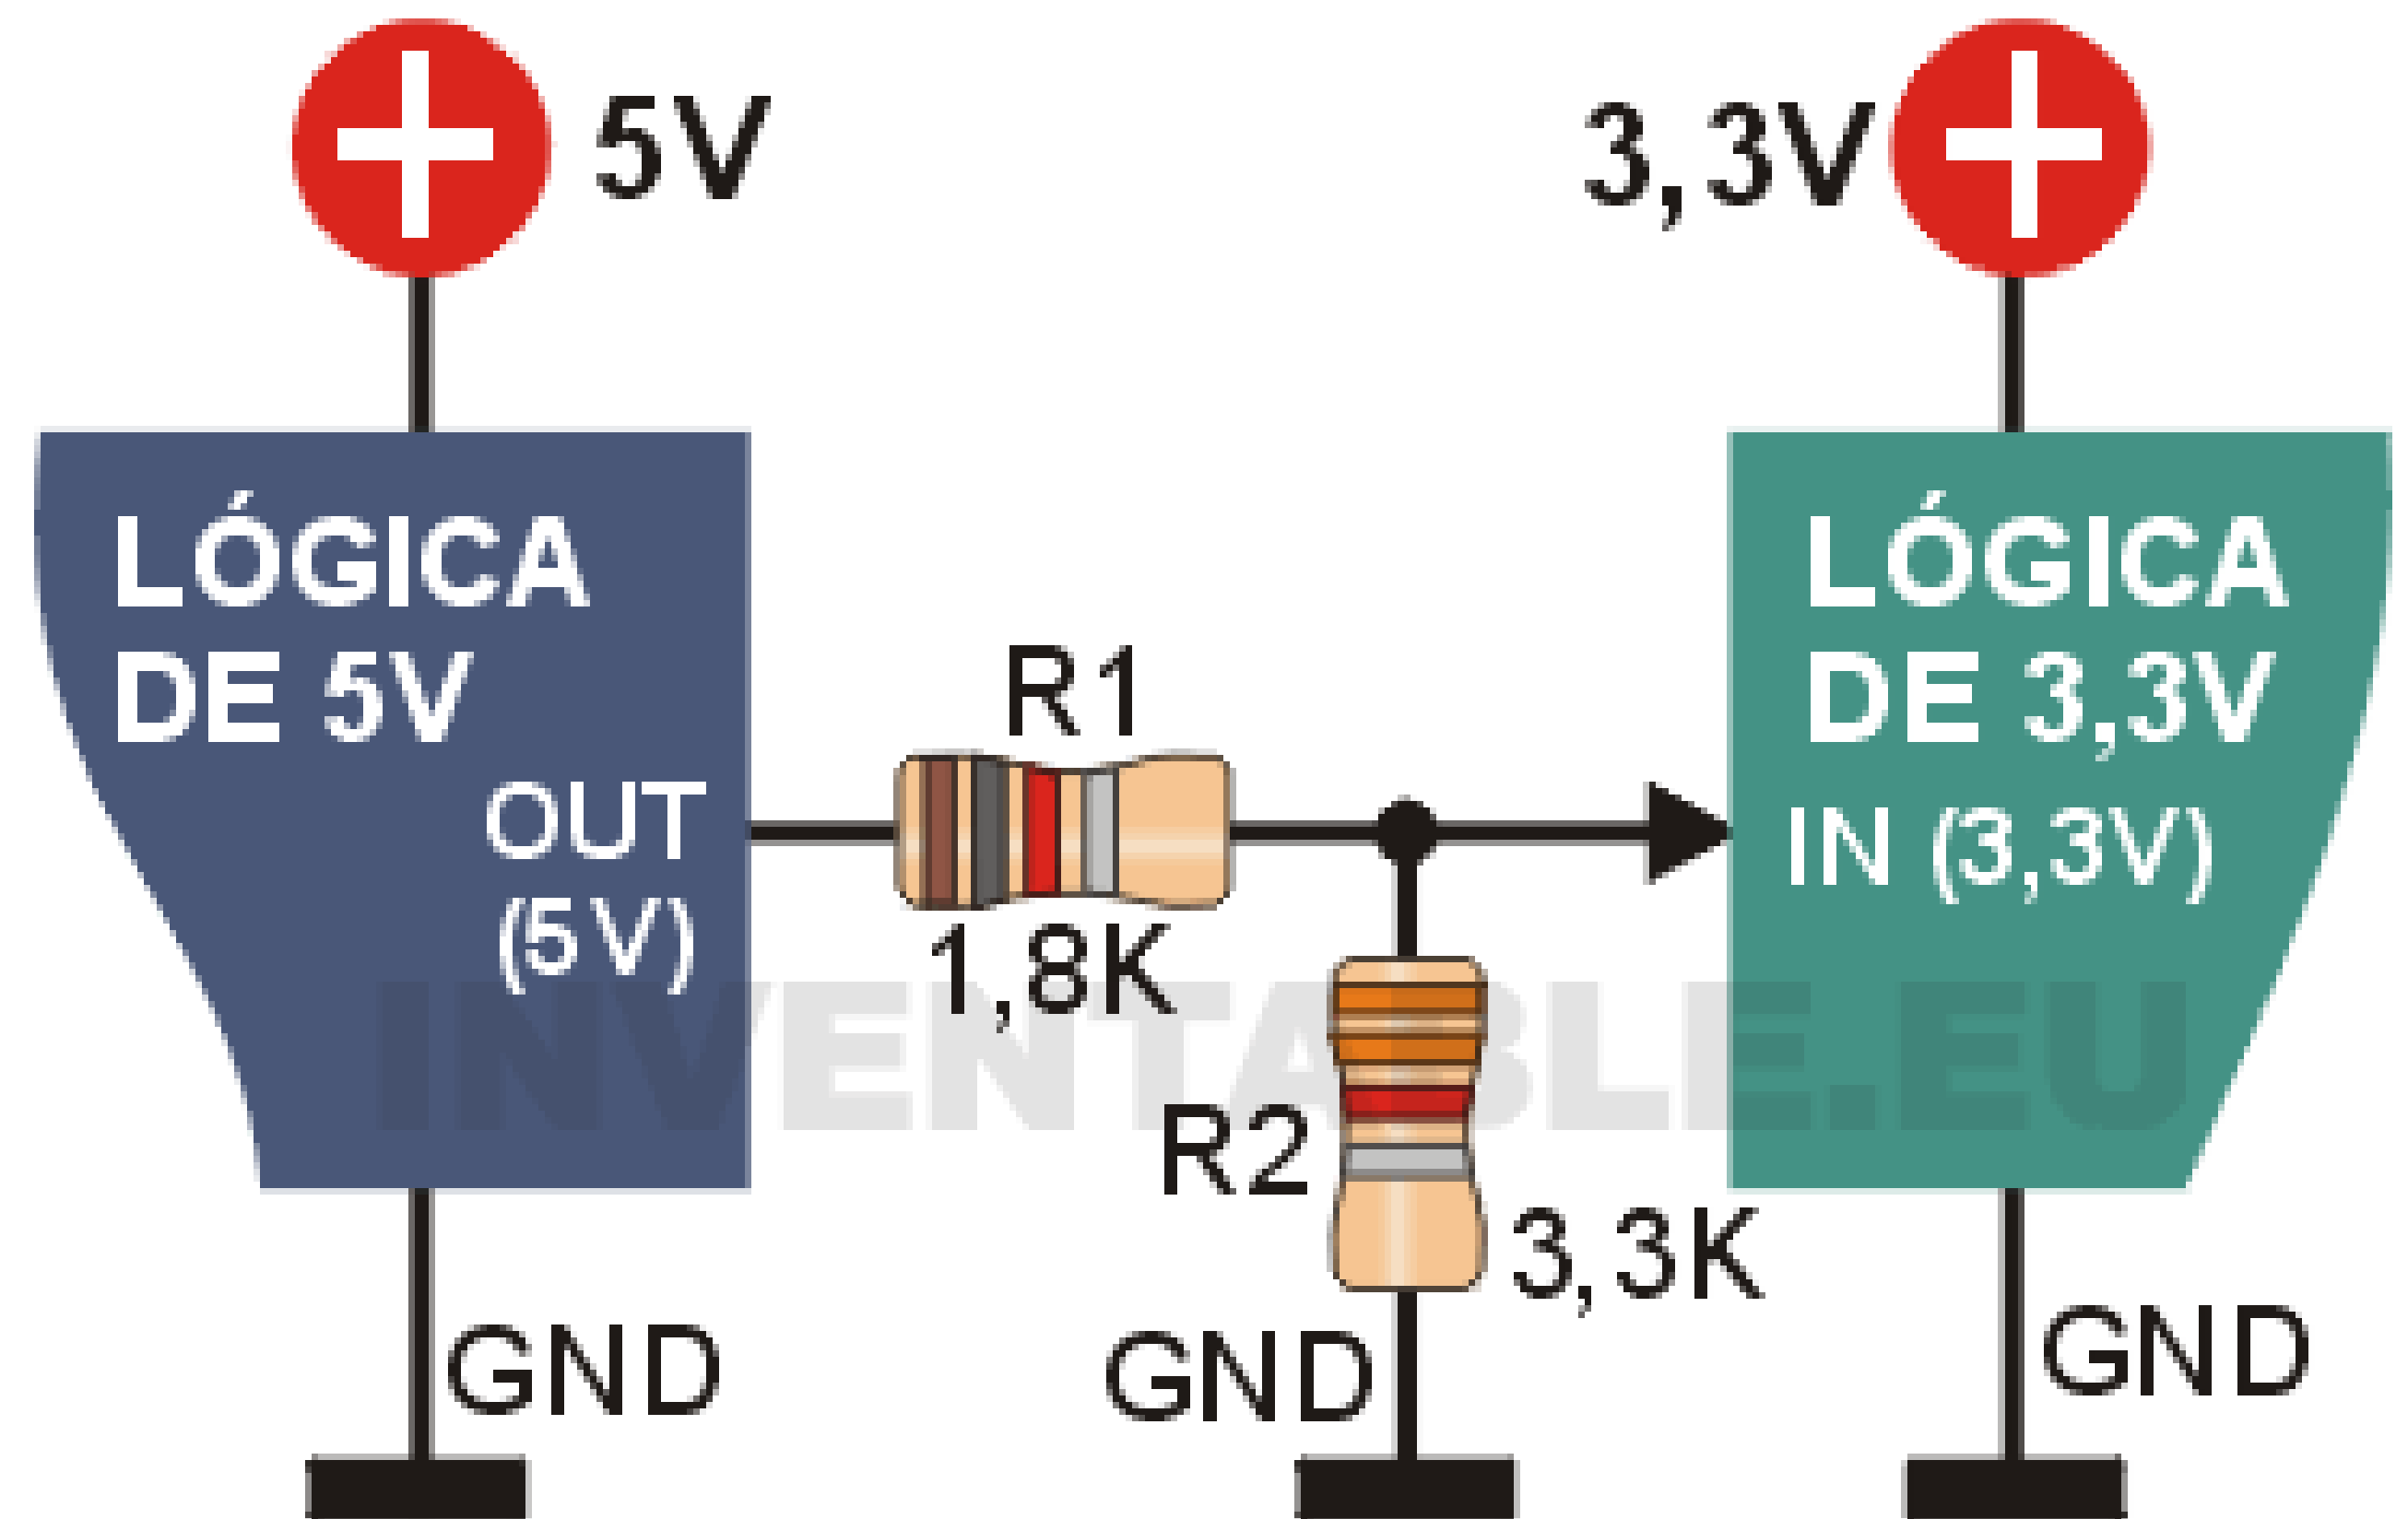 5V
3,3V
LÓGICA
DE 5V
OUT
(5V)
R1
1,8K
LÓGICA
DE 3,3V
IN (3,3V)
INVENTABLE.EU
R2
3,3K
GND
GND
GND